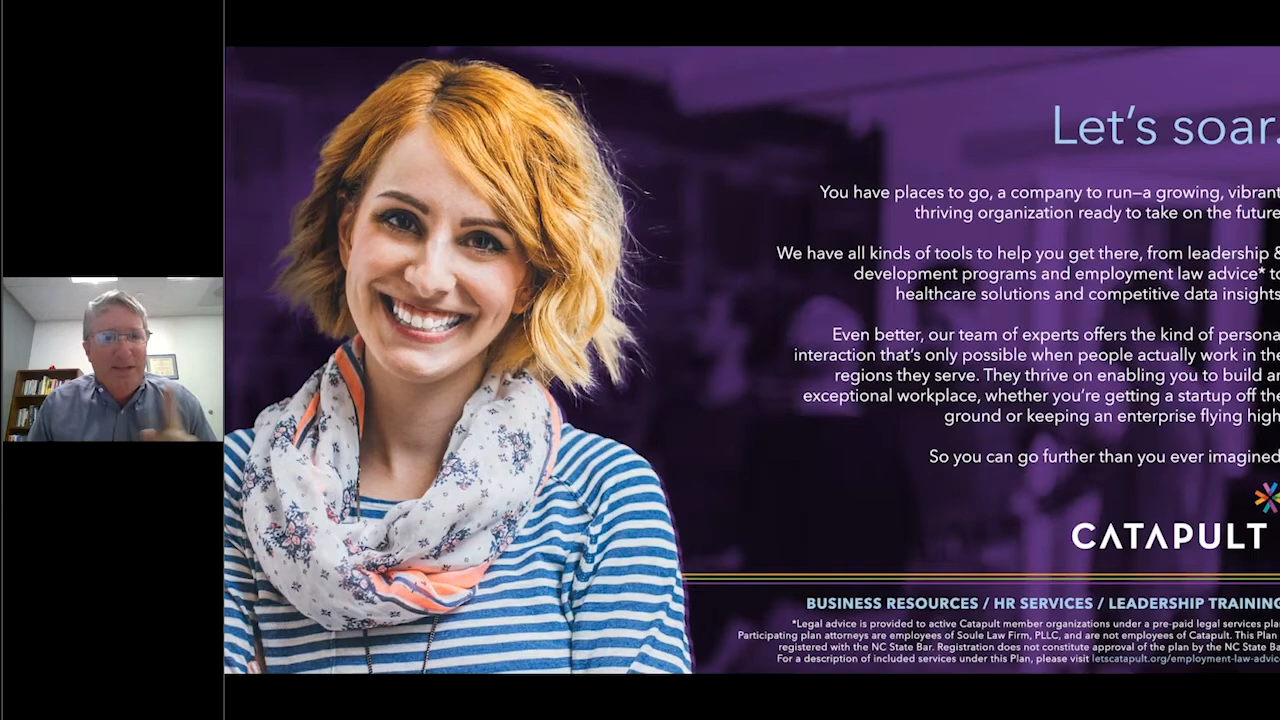 Let's soar.
You have places to go, a company to run—a growing, vibrant
thriving organization ready to take on the future
We have all kinds of tools to help you get there, from leadership &
development programs and employment law advice* to
healthcare solutions and competitive data insights
Even better, our team of experts offers the kind of persona
interaction that's only possible when people actually work in the
regions they serve. They thrive on enabling you to build an
exceptional workplace, whether you're getting a startup off the
ground or keeping an enterprise flying high
So you can go further than you ever imagined
CATAPULT
BUSINESS RESOURCES / HR SERVICES / LEADERSHIP TRAINING
*Legal advice is provided to active Catapult member organizations under a pre-paid legal services plan
Participating plan attorneys are employees of Soule Law Firm, PLLC, and are not employees of Catapult. This Plan
registered with the NC State Bar. Registration does not constitute approval of the plan by the NC State Ba
For a description of included services under this Plan, please visit letscatapult.org/employment-law-advice